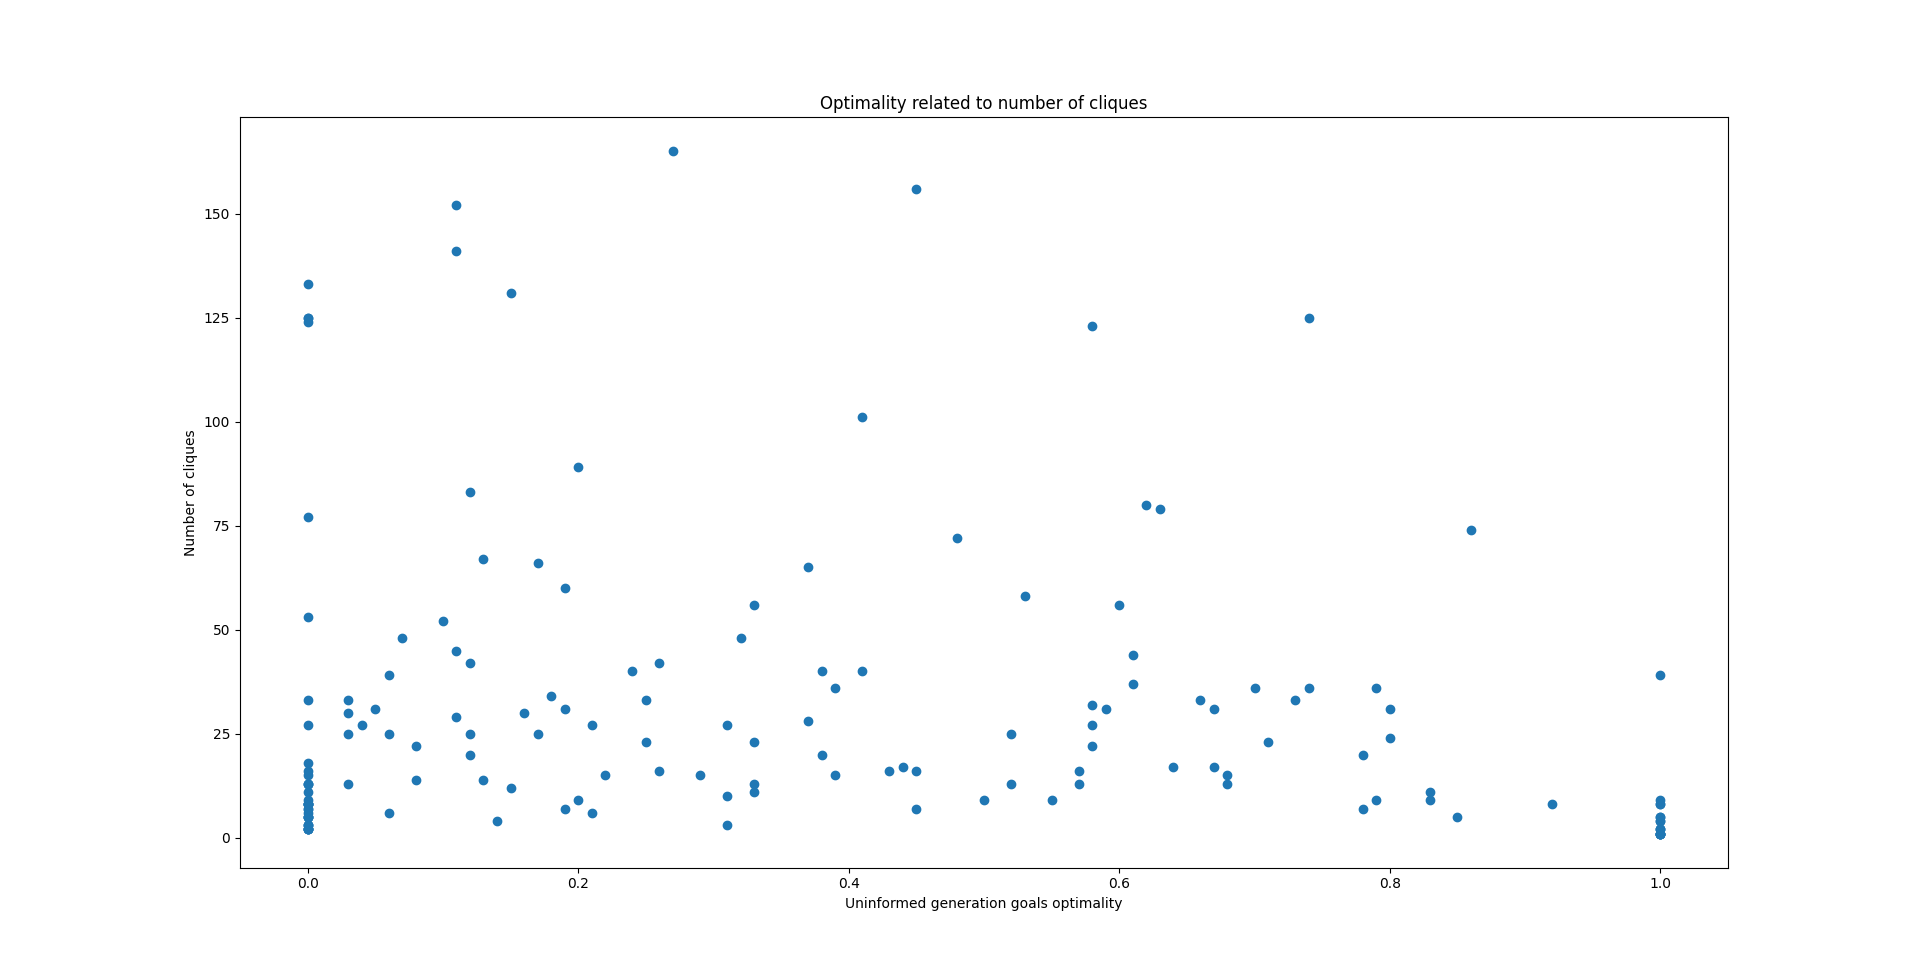 Optimality related to number of cliques
Number of cliques
150
125
100
75
50
25
0
0.0 0.2 0.4 0.6 0.8 1.0
Uninformed generation goals optimality